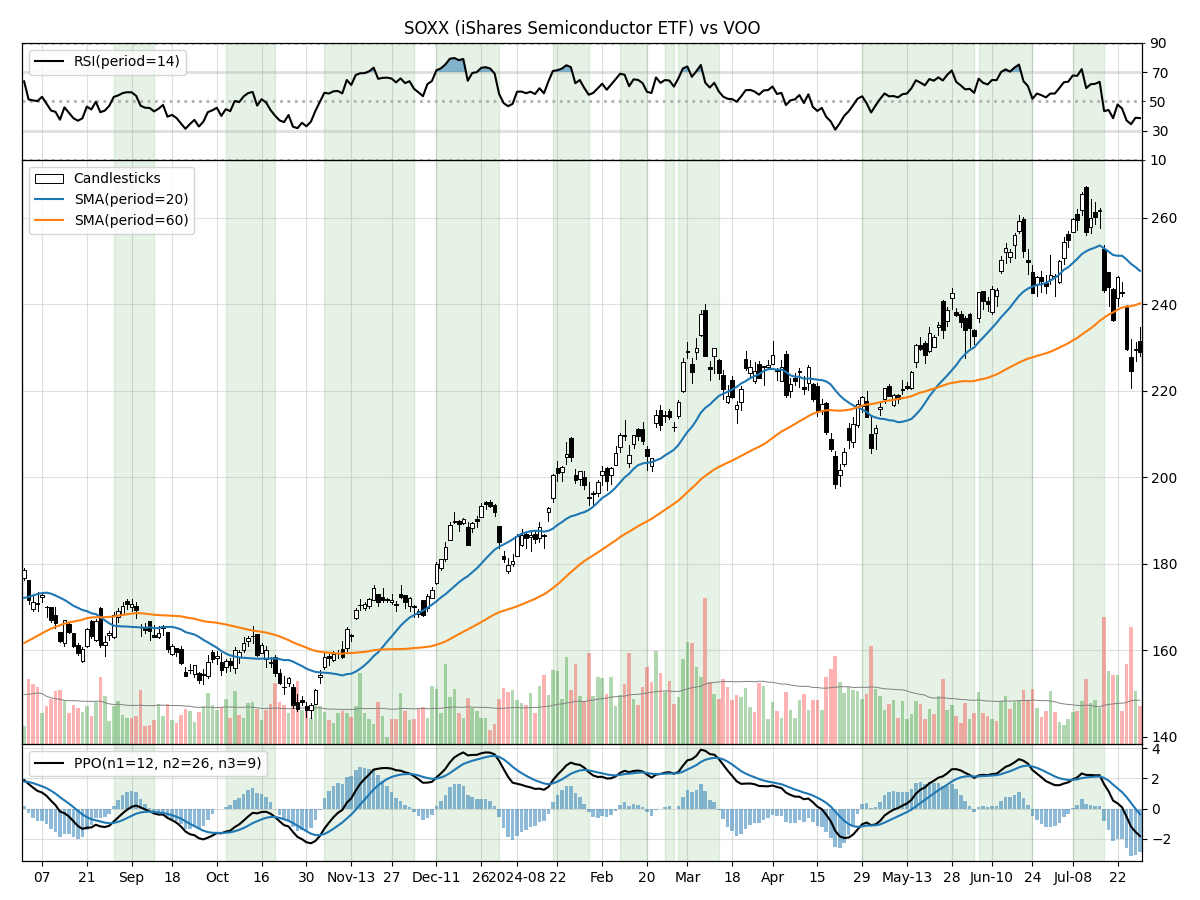 SOXX (iShares Semiconductor ETF) vs VOO
RSI(period=14)
90
70
50
30
10
Candlesticks
SMA(period=20)
SMA(period=60)
260
240
220
200
180
160
140
PPO(n1=12, n2=26, n3=9)
4
2
0
−2
07 21 Sep 18 Oct 16 30 Nov-13 27 Dec-11 26 2024-08 22 Feb 20 Mar 18 Apr 15 29 May-13 28 Jun-10 24 Jul-08 22